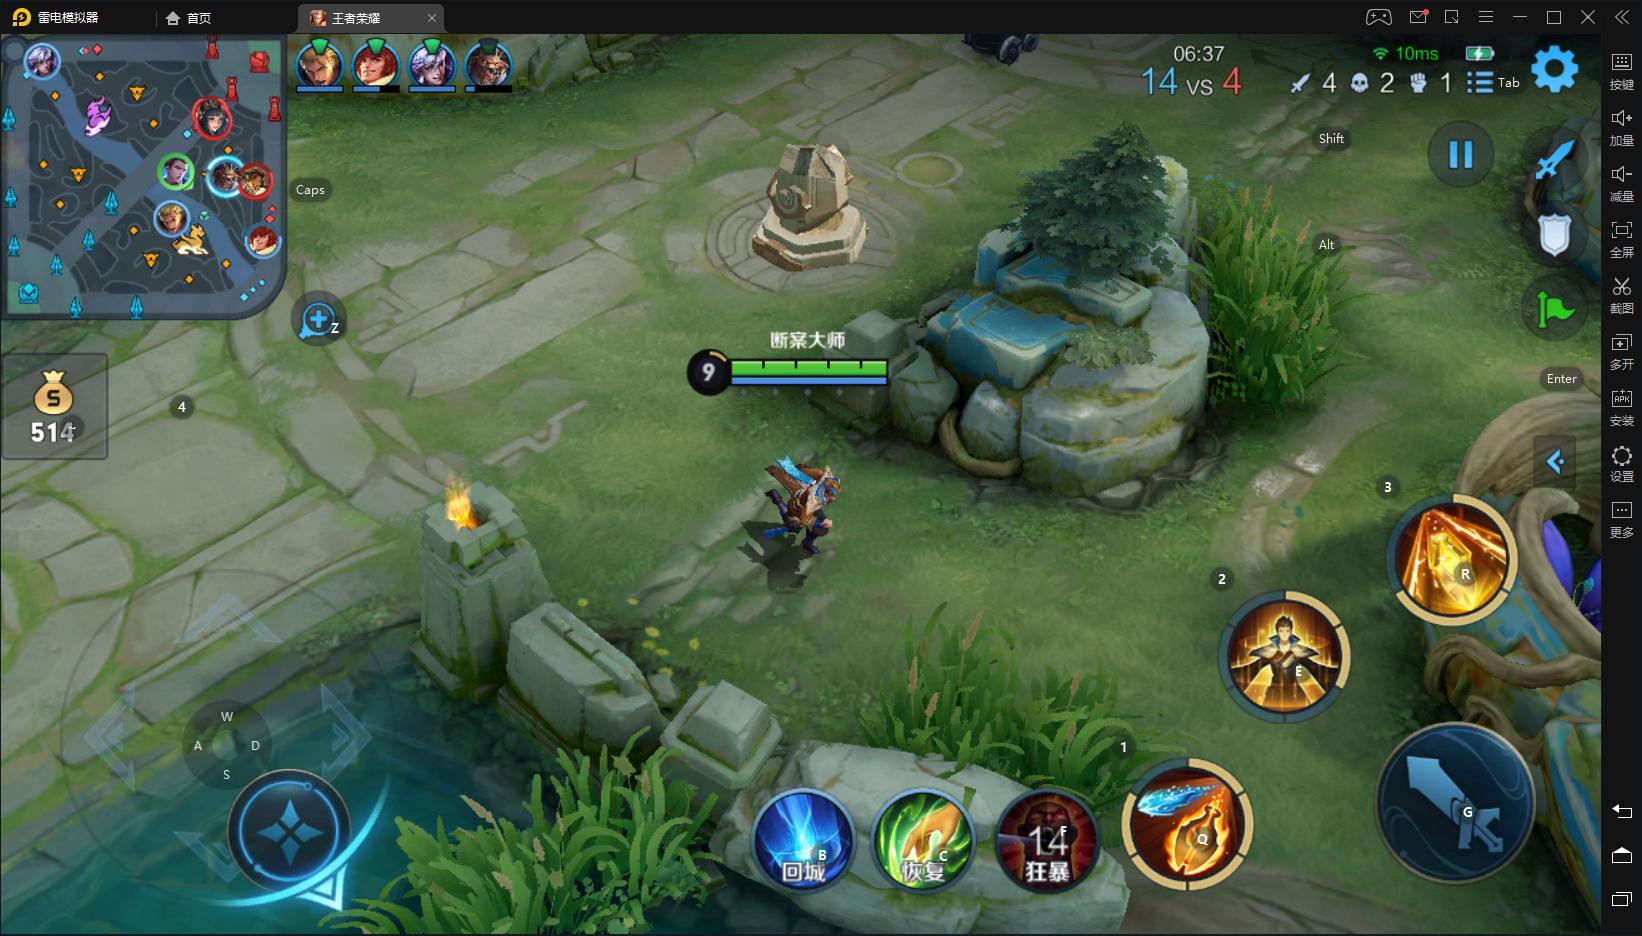 雷电模拟器
首页
王者荣耀
06:37
14 VS 4
10ms
4 2 1
Tab
Shift
Caps
Alt
Z
S
514
4
断案大师
9
Enter
3
R
2
E
1
Q
G
W
A D
S
B
回城
C
恢复
14
F
狂暴
按键
加量
减量
全屏
截图
多开
APK
安装
设置
更多